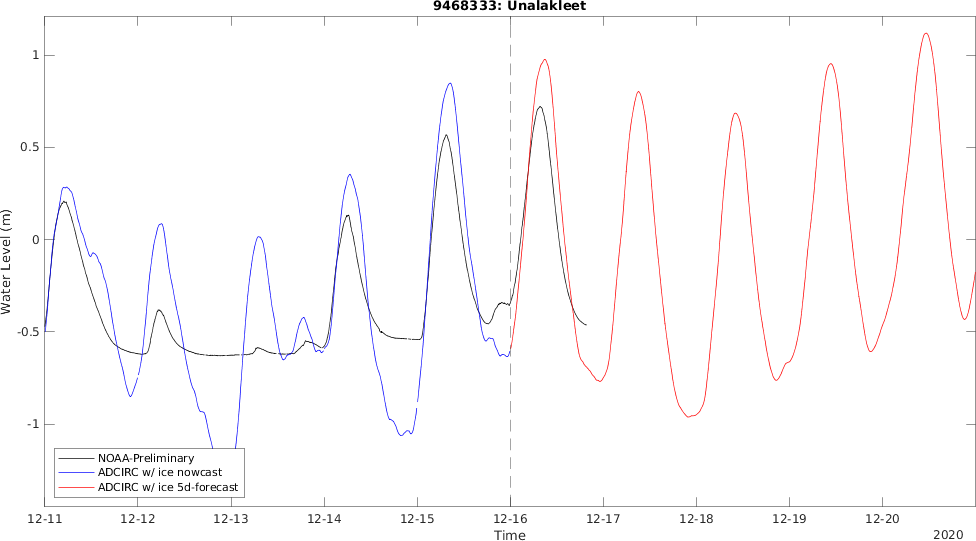 9468333: Unalakleet
Water Level (m)
1
0.5
0
-0.5
-1
NOAA-Preliminary
ADCIRC w/ ice nowcast
ADCIRC w/ ice 5d-forecast
12-11 12-12 12-13 12-14 12-15 12-16 12-17 12-18 12-19 12-20
Time
2020